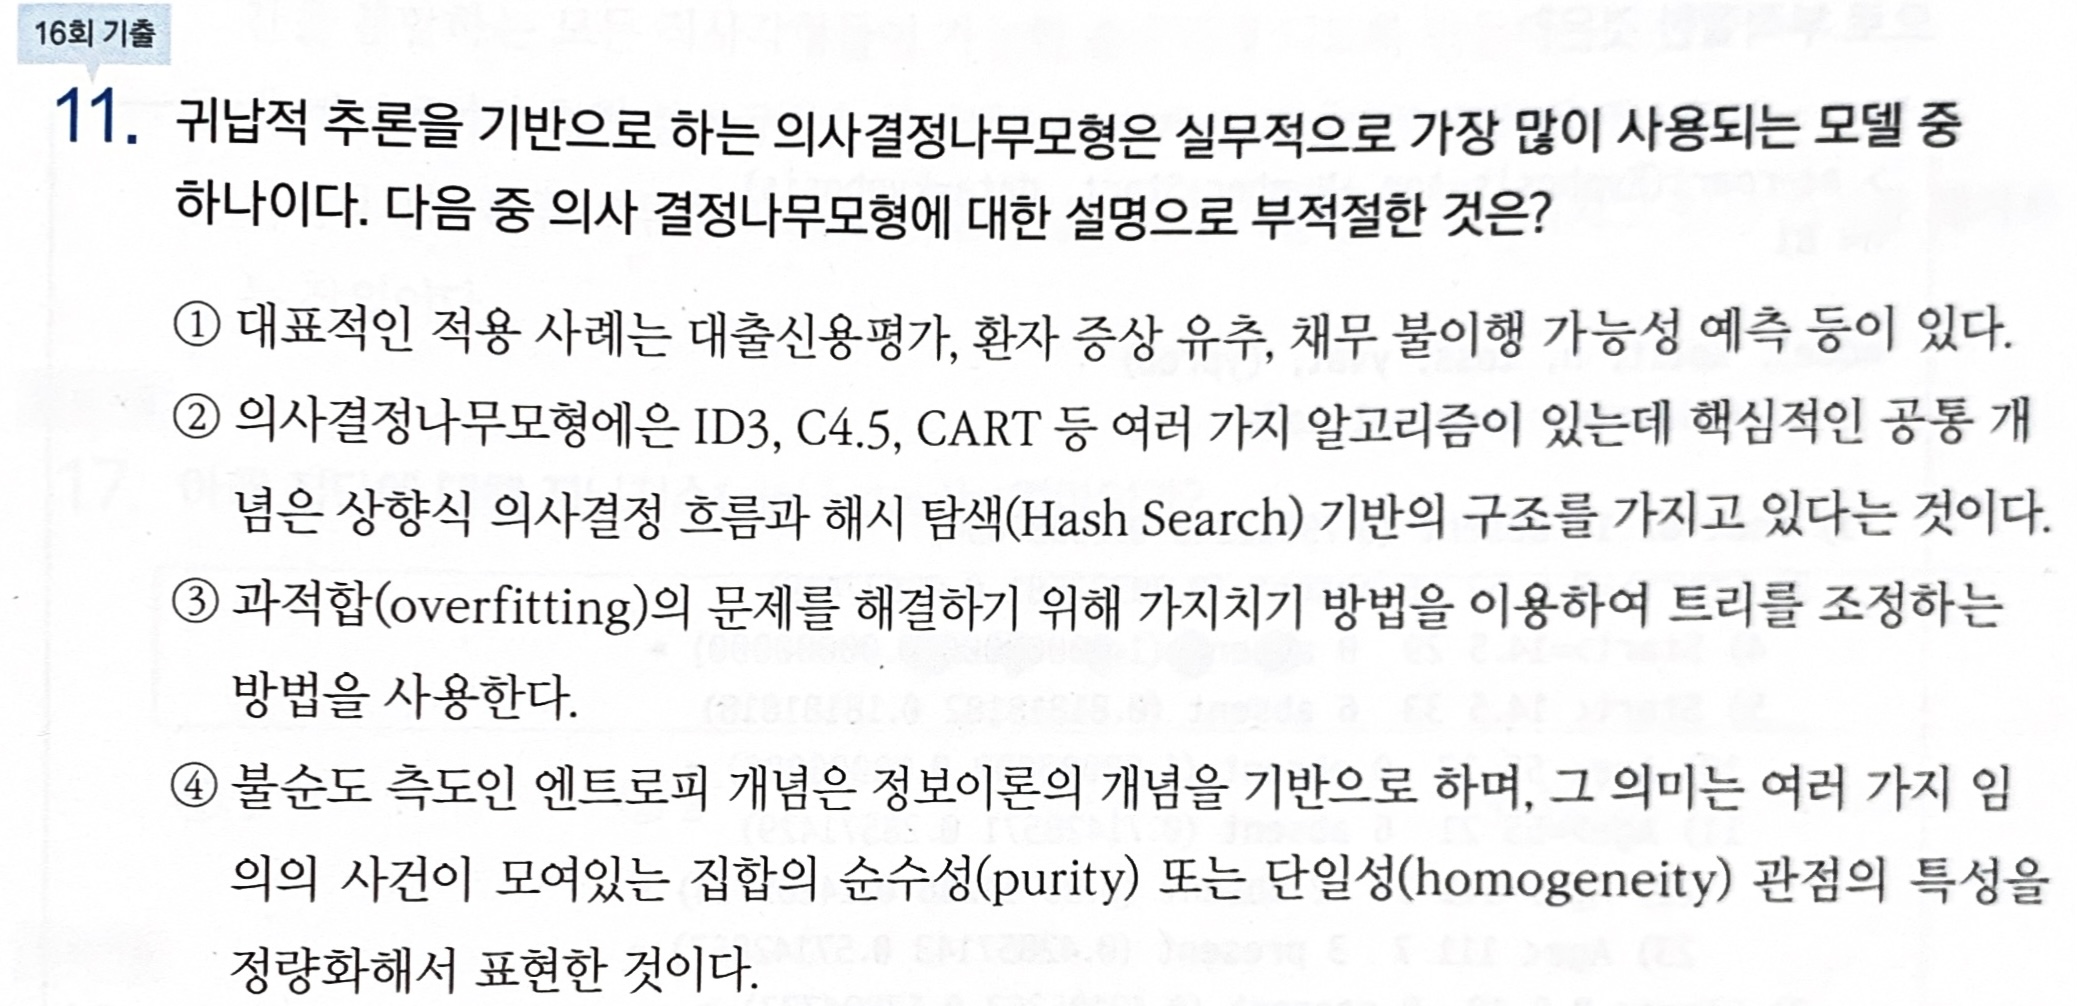 16회 기출
11. 귀납적 추론을 기반으로 하는 의사결정나무모형은 실무적으로 가장 많이 사용되는 모델 중
하나이다. 다음 중 의사 결정나무모형에 대한 설명으로 부적절한 것은?
① 대표적인 적용 사례는 대출신용평가, 환자 증상 유추, 채무 불이행 가능성 예측 등이 있다.
② 의사결정나무모형에은 ID3, C4.5, CART 등 여러 가지 알고리즘이 있는데 핵심적인 공통 개
념은 상향식 의사결정 흐름과 해시 탐색(Hash Search) 기반의 구조를 가지고 있다는 것이다.
③ 과적합(overfitting)의 문제를 해결하기 위해 가지치기 방법을 이용하여 트리를 조정하는
방법을 사용한다.
④ 불순도 측도인 엔트로피 개념은 정보이론의 개념을 기반으로 하며, 그 의미는 여러 가지 임
의의 사건이 모여있는 집합의 순수성(purity) 또는 단일성(homogeneity) 관점의 특성을
정량화해서 표현한 것이다.